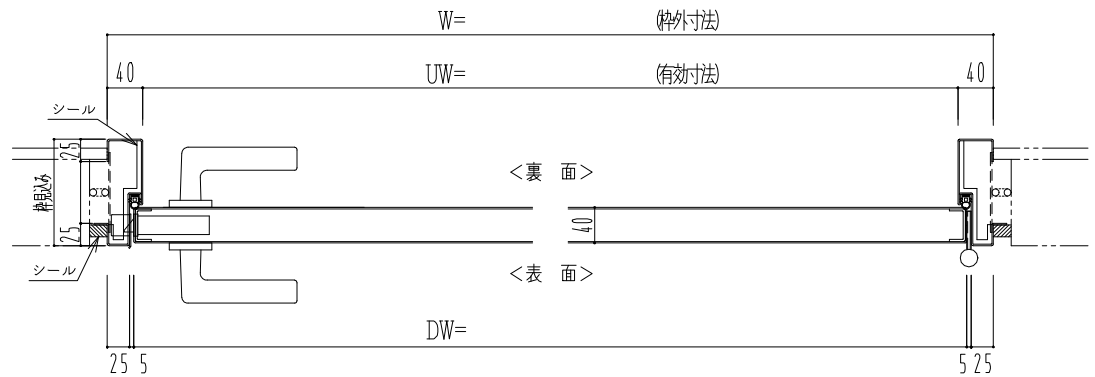 W= (枠外寸法)
40 UW= (有効寸法) 40
シール
25
<裏 面>
枠見込み
40
25
シール
<表 面>
DW=
25 5 5 25